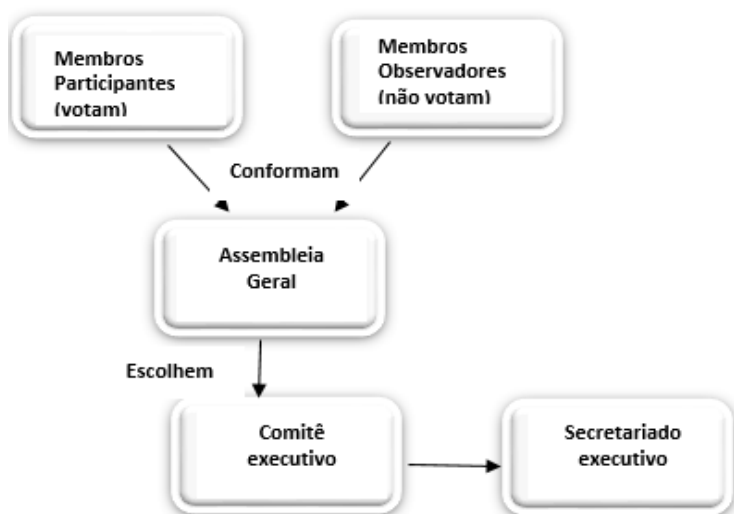 Membros
Participantes
(votam)
Membros
Observadores
(não votam)
Conformam
Assembleia
Geral
Escolhem
Comitê
executivo
Secretariado
executivo